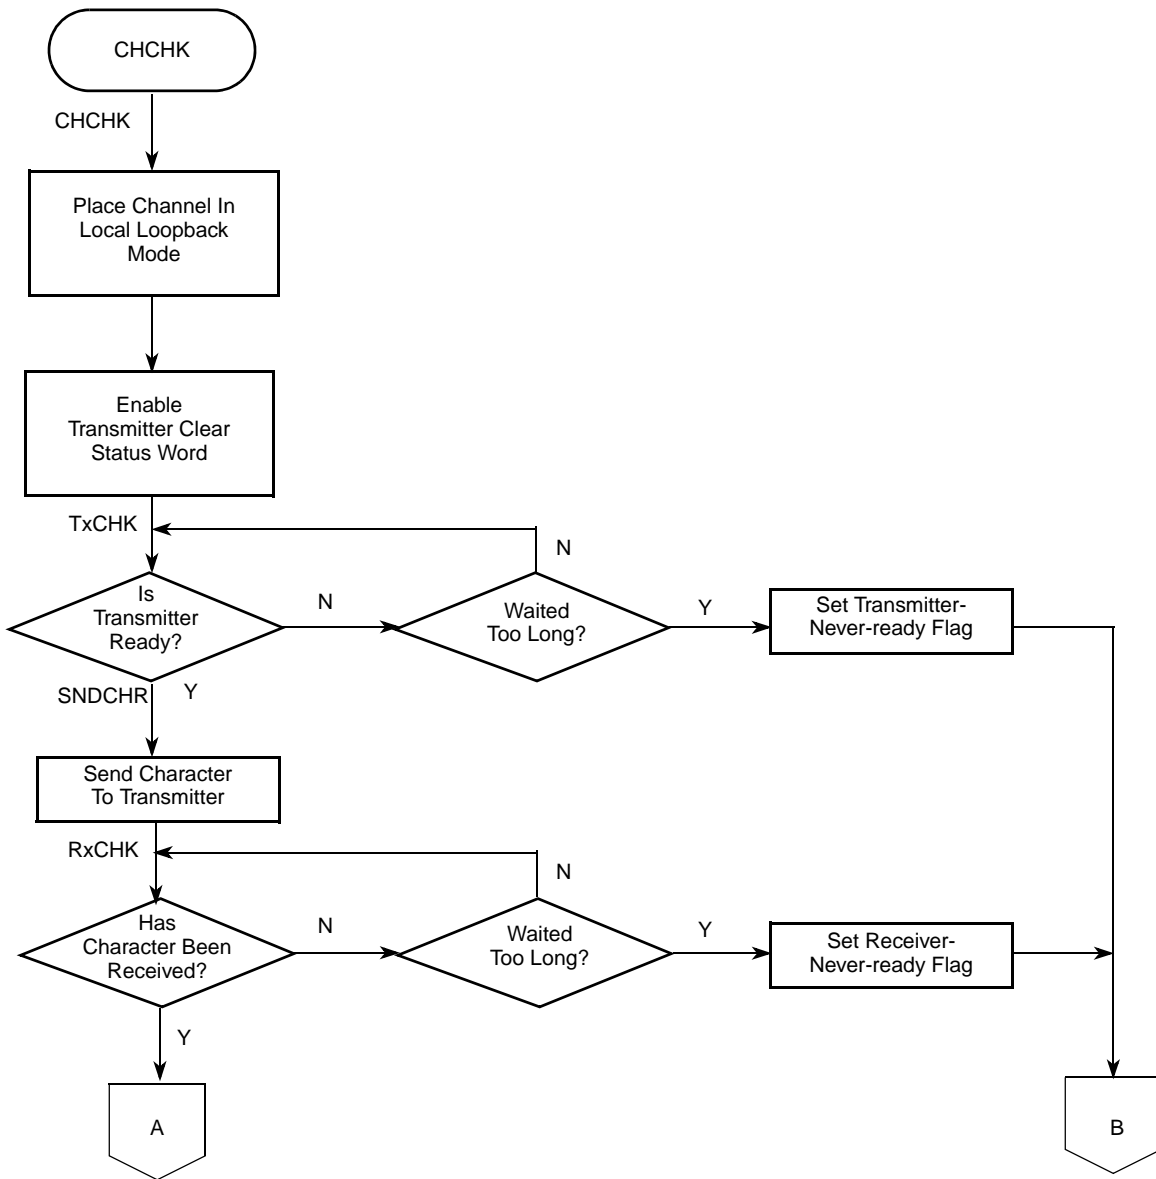 CHCHK
CHCHK
Place Channel In
Local Loopback
Mode
Enable
Transmitter Clear
Status Word
TxCHK
N
Is
Transmitter
Ready?
N
Waited
Too Long?
Y
Set Transmitter-
Never-ready Flag
SNDCHR
Y
Send Character
To Transmitter
RxCHK
N
Has
Character Been
Received?
N
Waited
Too Long?
Y
Set Receiver-
Never-ready Flag
Y
A
B